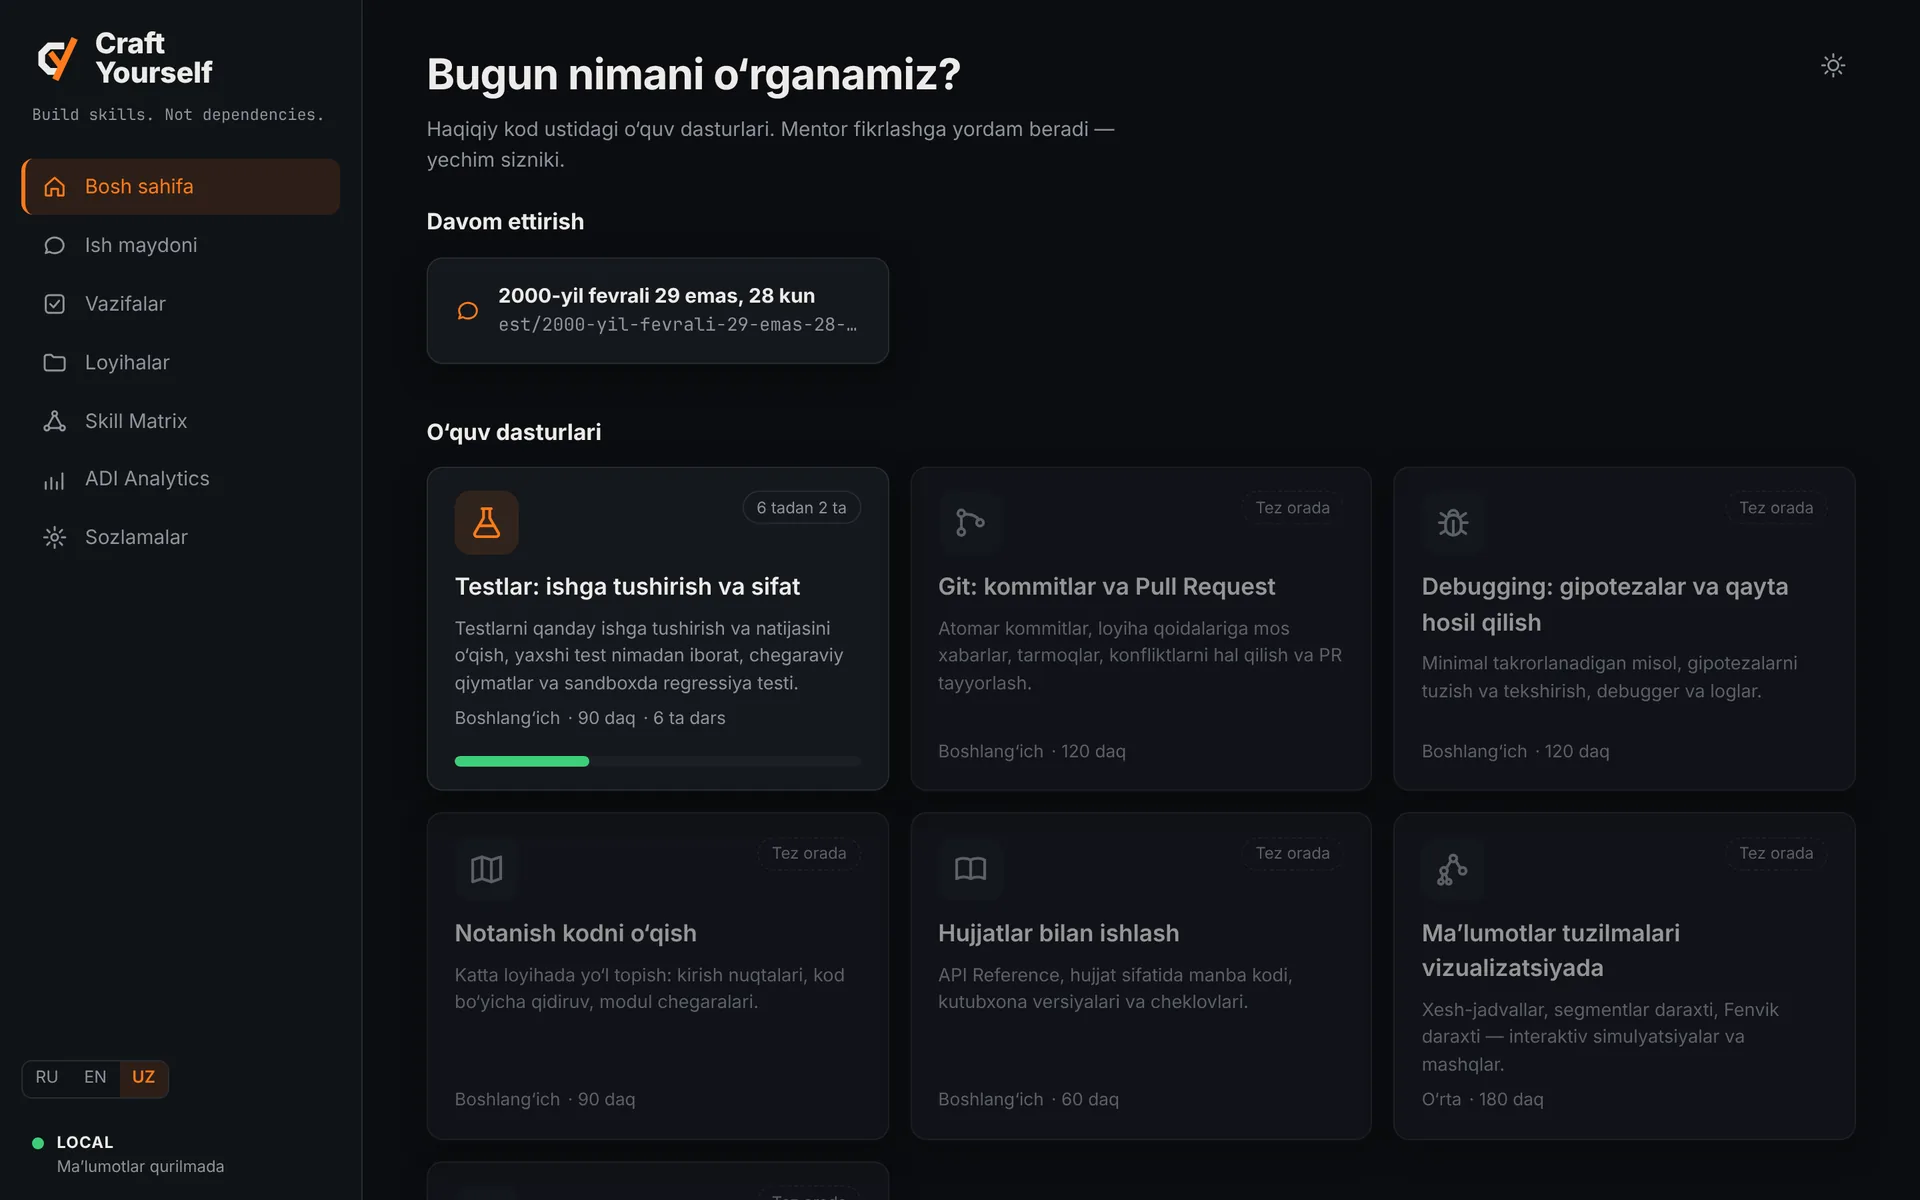 Craft
Yourself
Build skills. Not dependencies.
Bosh sahifa
Ish maydoni
Vazifalar
Loyihalar
Skill Matrix
ADI Analytics
Sozlamalar
RU EN UZ
LOCAL
Ma’lumotlar qurilmada
Bugun nimani o‘rganamiz?
Haqiqiy kod ustidagi o‘quv dasturlari. Mentor fikrlashga yordam beradi —
yechim sizniki.
Davom ettirish
2000-yil fevrali 29 emas, 28 kun
est/2000-yil-fevrali-29-emas-28-…
O‘quv dasturlari
6 tadan 2 ta
Testlar: ishga tushirish va sifat
Testlarni qanday ishga tushirish va natijasini
o‘qish, yaxshi test nimadan iborat, chegaraviy
qiymatlar va sandboxda regressiya testi.
Boshlang‘ich · 90 daq · 6 ta dars
Tez orada
Git: kommitlar va Pull Request
Atomar kommitlar, loyiha qoidalariga mos
xabarlar, tarmoqlar, konfliktlarni hal qilish va PR
tayyorlash.
Boshlang‘ich · 120 daq
Tez orada
Debugging: gipotezalar va qayta
hosil qilish
Minimal takrorlanadigan misol, gipotezalarni
tuzish va tekshirish, debugger va loglar.
Boshlang‘ich · 120 daq
Tez orada
Notanish kodni o‘qish
Katta loyihada yo‘l topish: kirish nuqtalari, kod
bo‘yicha qidiruv, modul chegaralari.
Boshlang‘ich · 90 daq
Tez orada
Hujjatlar bilan ishlash
API Reference, hujjat sifatida manba kodi,
kutubxona versiyalari va cheklovlari.
Boshlang‘ich · 60 daq
Tez orada
Ma’lumotlar tuzilmalari
vizualizatsiyada
Xesh-jadvallar, segmentlar daraxti, Fenvik
daraxti — interaktiv simulyatsiyalar va
mashqlar.
O‘rta · 180 daq
Tez orada